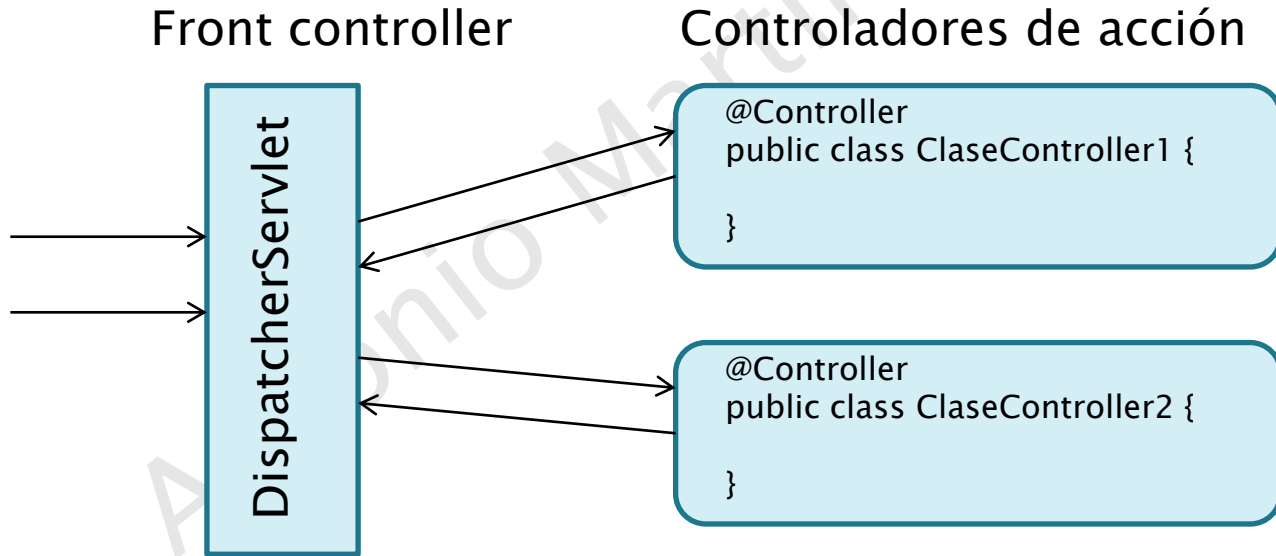 Front controller
Controladores de acción
DispatcherServlet
@Controller
public class ClaseController1 {
}
@Controller
public class ClaseController2 {
}